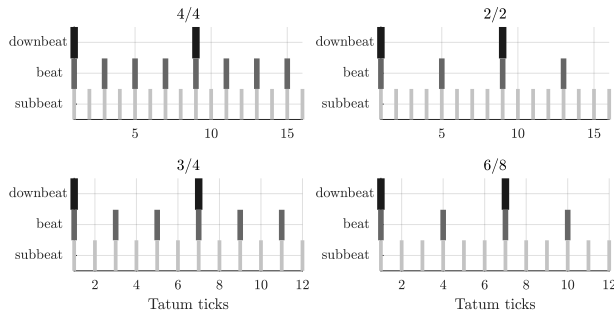 4/4
downbeat
beat
subbeat
5 10 15
2/2
downbeat
beat
subbeat
5 10 15
3/4
downbeat
beat
subbeat
2 4 6 8 10 12
Tatum ticks
6/8
downbeat
beat
subbeat
2 4 6 8 10 12
Tatum ticks